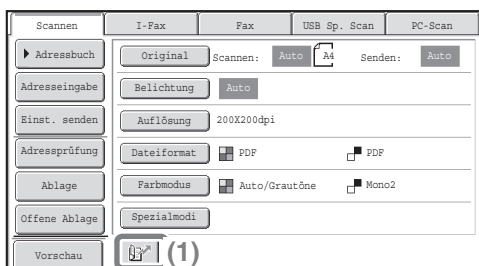 Scannen I-Fax Fax USB Sp. Scan PC-Scan
Adressbuch
Original Scannen: Auto A4 Senden: Auto
Adresseingabe
Belichtung Auto
Einst. senden
Auflösung 200X200dpi
Adressprüfung
Dateiformat PDF PDF
Ablage
Farbmodus Auto/Grautöne Mono2
Offene Ablage
Spezialmodi
Vorschau
(1)